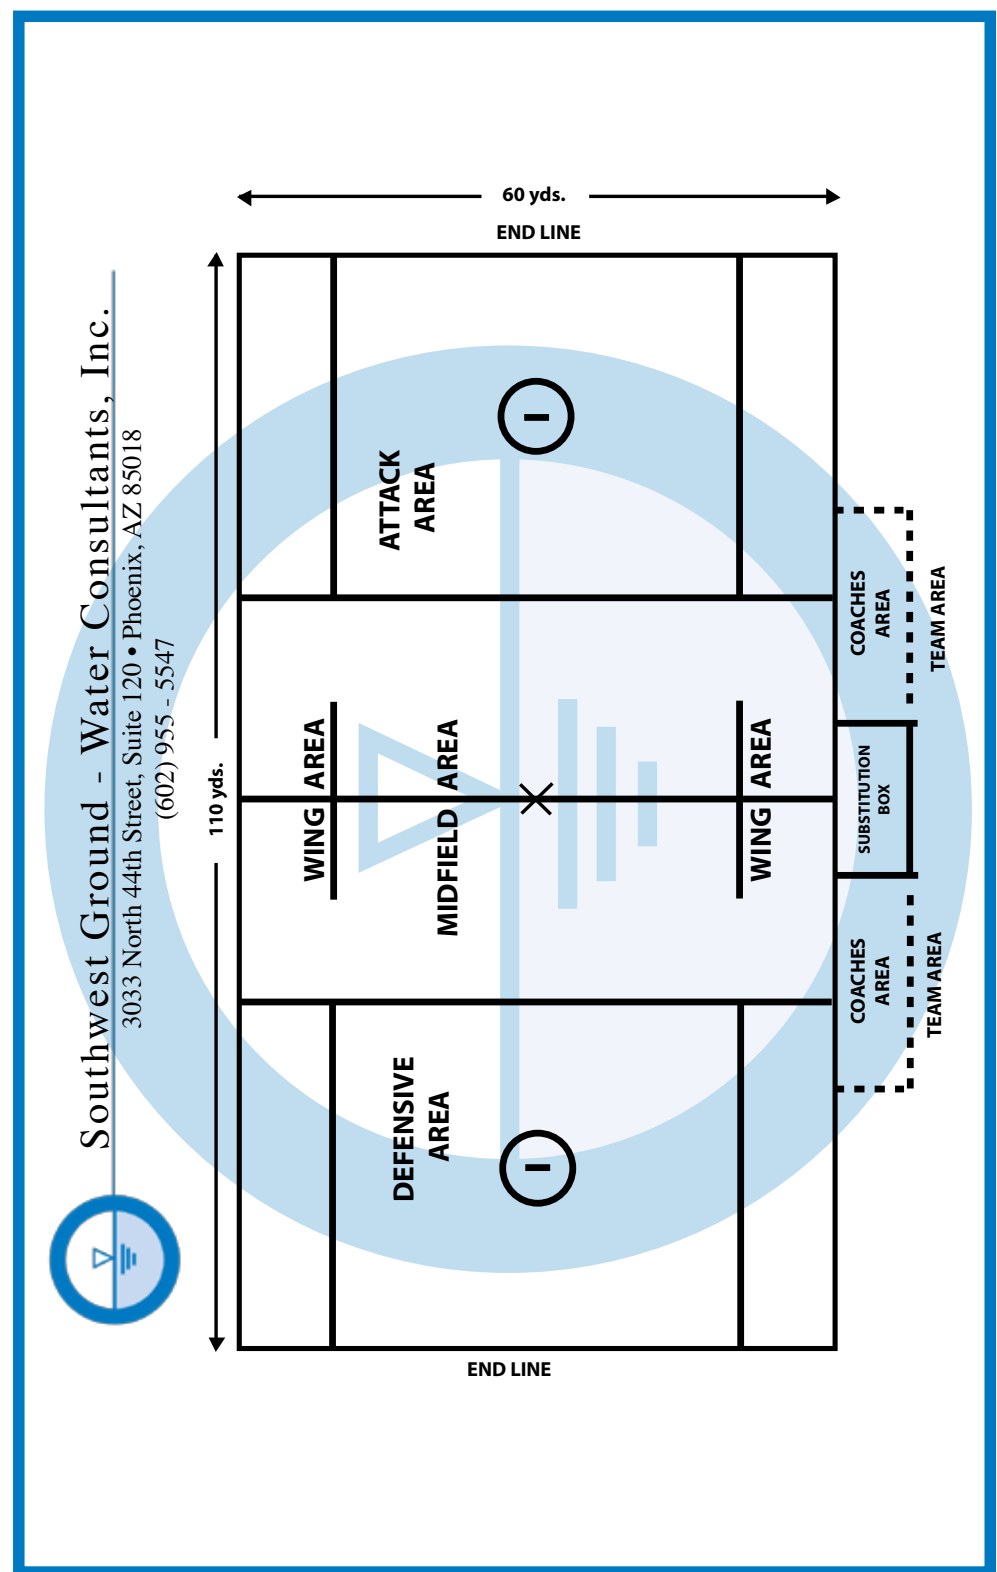 Southwest Ground - Water Consultants, Inc.
3033 North 44th Street, Suite 120 • Phoenix, AZ 85018
(602) 955 - 5547
60 yds.
END LINE
110 yds.
ATTACK
AREA
WING AREA
MIDFIELD AREA
WING AREA
DEFENSIVE
AREA
COACHES
AREA
TEAM AREA
SUBSTITUTION
BOX
COACHES
AREA
TEAM AREA
END LINE